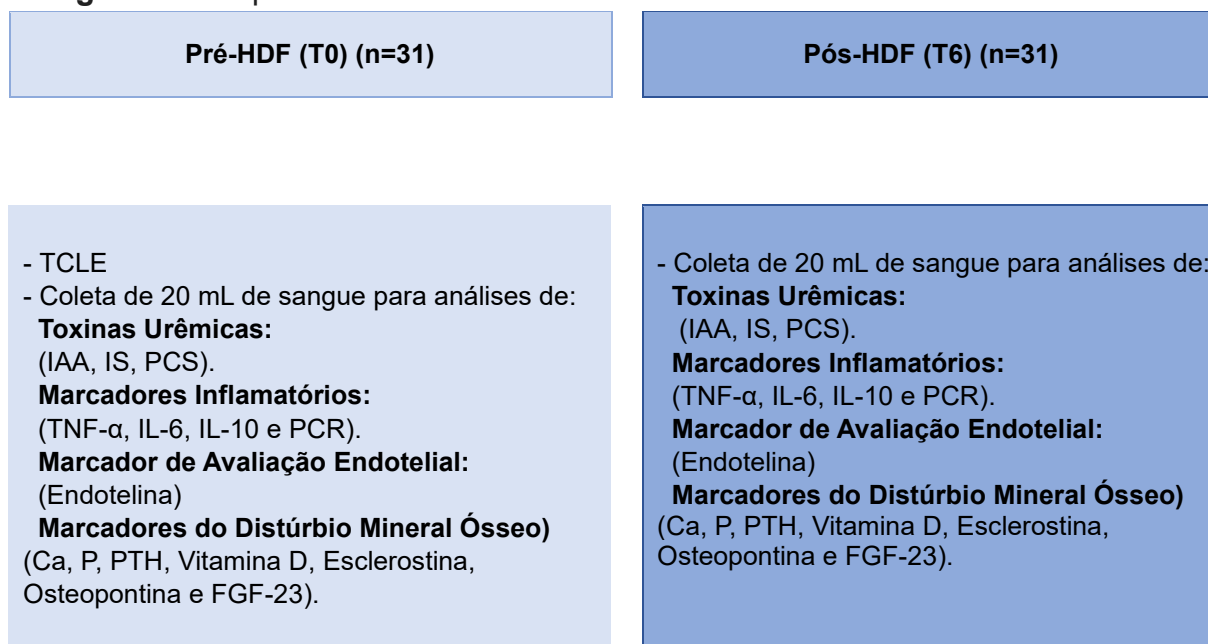 Pré-HDF (T0) (n=31)
Pós-HDF (T6) (n=31)
- TCLE
- Coleta de 20 mL de sangue para análises de:
Toxinas Urêmicas:
(IAA, IS, PCS).
Marcadores Inflamatórios:
(TNF-α, IL-6, IL-10 e PCR).
Marcador de Avaliação Endotelial:
(Endotelina)
Marcadores do Distúrbio Mineral Ósseo)
(Ca, P, PTH, Vitamina D, Esclerostina,
Osteopontina e FGF-23).
- Coleta de 20 mL de sangue para análises de:
Toxinas Urêmicas:
(IAA, IS, PCS).
Marcadores Inflamatórios:
(TNF-α, IL-6, IL-10 e PCR).
Marcador de Avaliação Endotelial:
(Endotelina)
Marcadores do Distúrbio Mineral Ósseo)
(Ca, P, PTH, Vitamina D, Esclerostina,
Osteopontina e FGF-23).